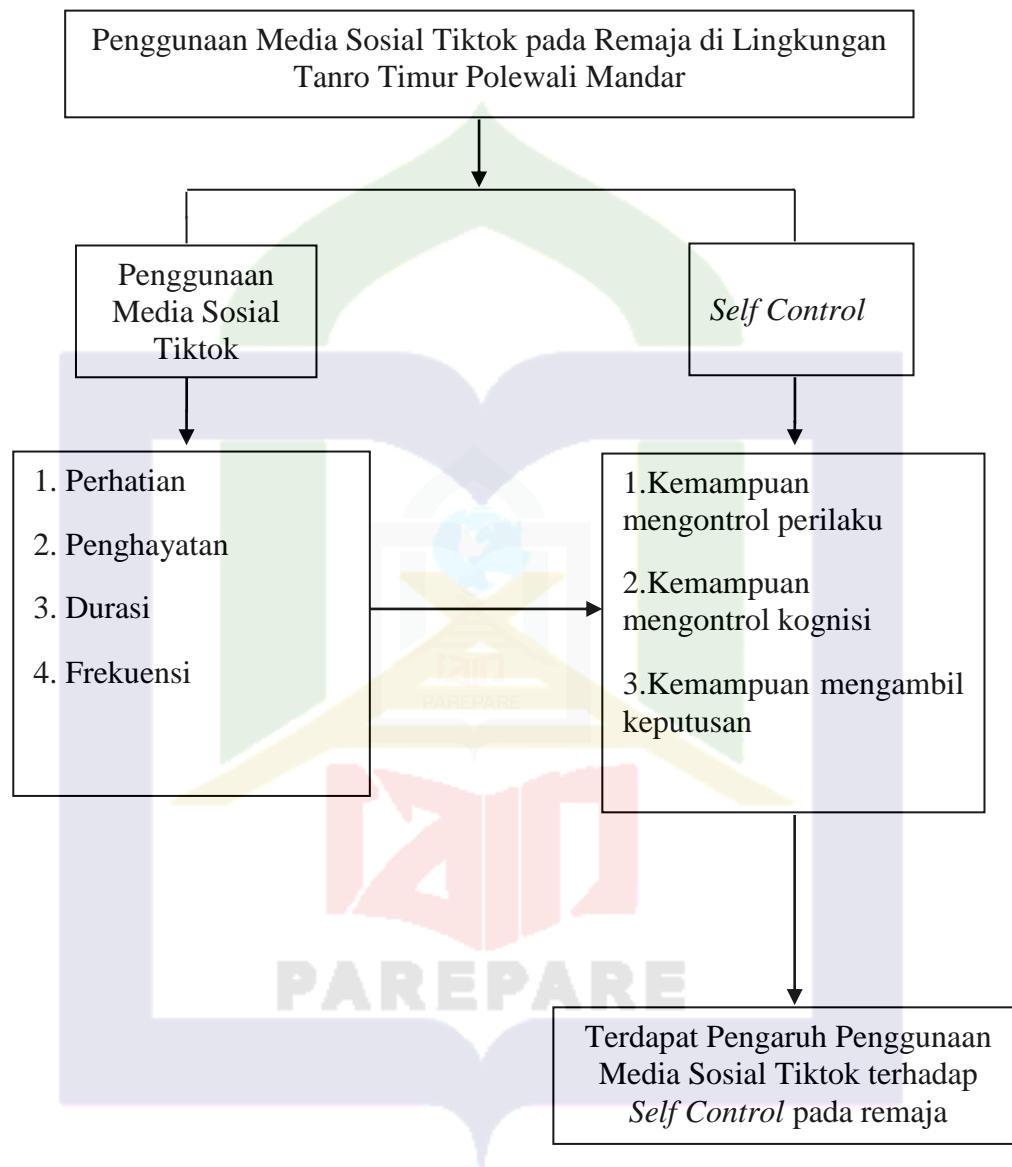 Penggunaan Media Sosial Tiktok pada Remaja di Lingkungan
Tanro Timur Polewali Mandar
Penggunaan
Media Sosial
Tiktok
Self Control
1. Perhatian
2. Penghayatan
3. Durasi
4. Frekuensi
1.Kemampuan
mengontrol perilaku
2.Kemampuan
mengontrol kognisi
3.Kemampuan mengambil
keputusan
PAREPARE
iain
PAREPARE
Terdapat Pengaruh Penggunaan
Media Sosial Tiktok terhadap
Self Control pada remaja